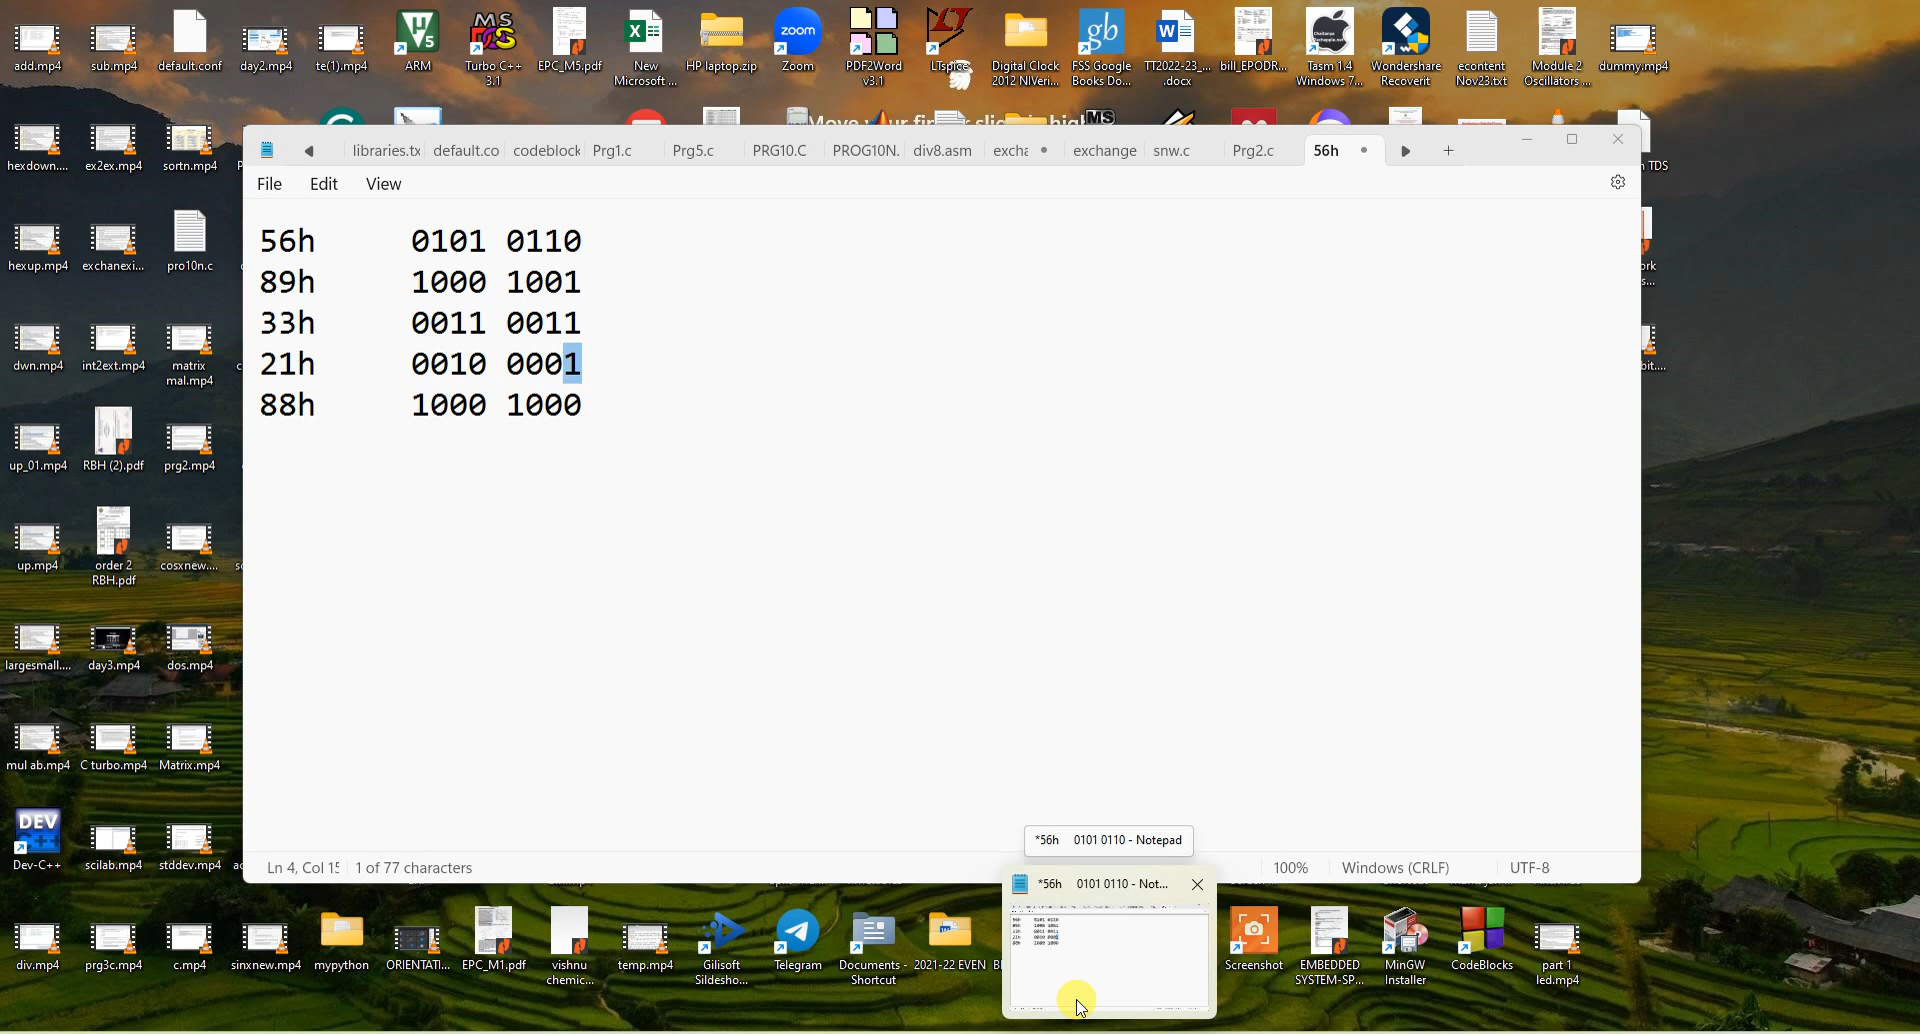 add.mp4
sub.mp4
default.conf
day2.mp4
te(1).mp4
ARM
Turbo C++
3.1
EPC_M5.pdf
New
Microsoft ...
HP laptop.zip
zoom
Zoom
PDF2Word
v3.1
LTspice
Digital Clock
2012 NIVeri...
FSS Google
Books Do...
TT2022-23_...
.docx
bill_EPODR...
Tasm 1.4
Windows 7...
Wondershare
Recoverit
econtent
Nov23.txt
Module 2
Oscillators ...
dummy.mp4
libraries.tx
default.co
codeblock
Prg1.c
Prg5.c
PRG10.C
PROG10N.
div8.asm
excha
exchange
snw.c
Prg2.c
56h
File
Edit
View
56h 0101 0110
89h 1000 1001
33h 0011 0011
21h 0010 0001
88h 1000 1000
hexdown....
ex2ex.mp4
sortn.mp4
TDS
hexup.mp4
exchanexi...
pro10n.c
dwn.mp4
int2ext.mp4
matrix
mal.mp4
up_01.mp4
RBH (2).pdf
prg2.mp4
up.mp4
order 2
RBH.pdf
cosxnew....
largesmall....
day3.mp4
dos.mp4
mul ab.mp4
C turbo.mp4
Matrix.mp4
DEV
C++
Dev-C++
scilab.mp4
stddev.mp4
Ln 4, Col 15
1 of 77 characters
100%
Windows (CRLF)
UTF-8
*56h 0101 0110 - Notepad
*56h 0101 0110 - Not...
div.mp4
prg3c.mp4
c.mp4
sinxnew.mp4
mypython
ORIENTATI...
EPC_M1.pdf
vishnu
chemic...
temp.mp4
Gilisoft
Slidesho...
Telegram
Documents -
Shortcut
2021-22 EVEN
Screenshot
EMBEDDED
SYSTEM-SP...
MinGW
Installer
CodeBlocks
part 1
led.mp4